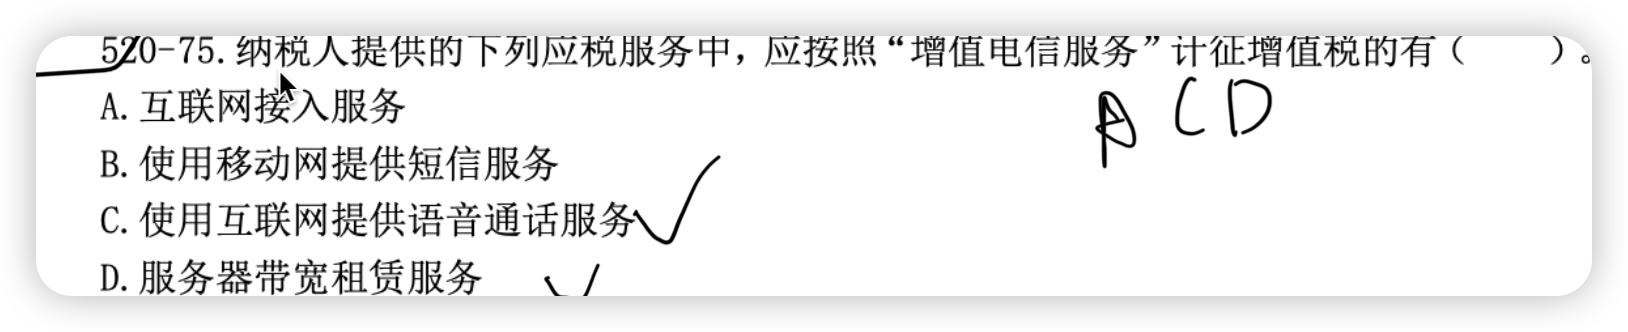 520-75. 纳税人提供的下列应税服务中，应按照“增值电信服务”计征增值税的有（　　）。
A. 互联网接入服务
A C D
B. 使用移动网提供短信服务
C. 使用互联网提供语音通话服务
D. 服务器带宽租赁服务